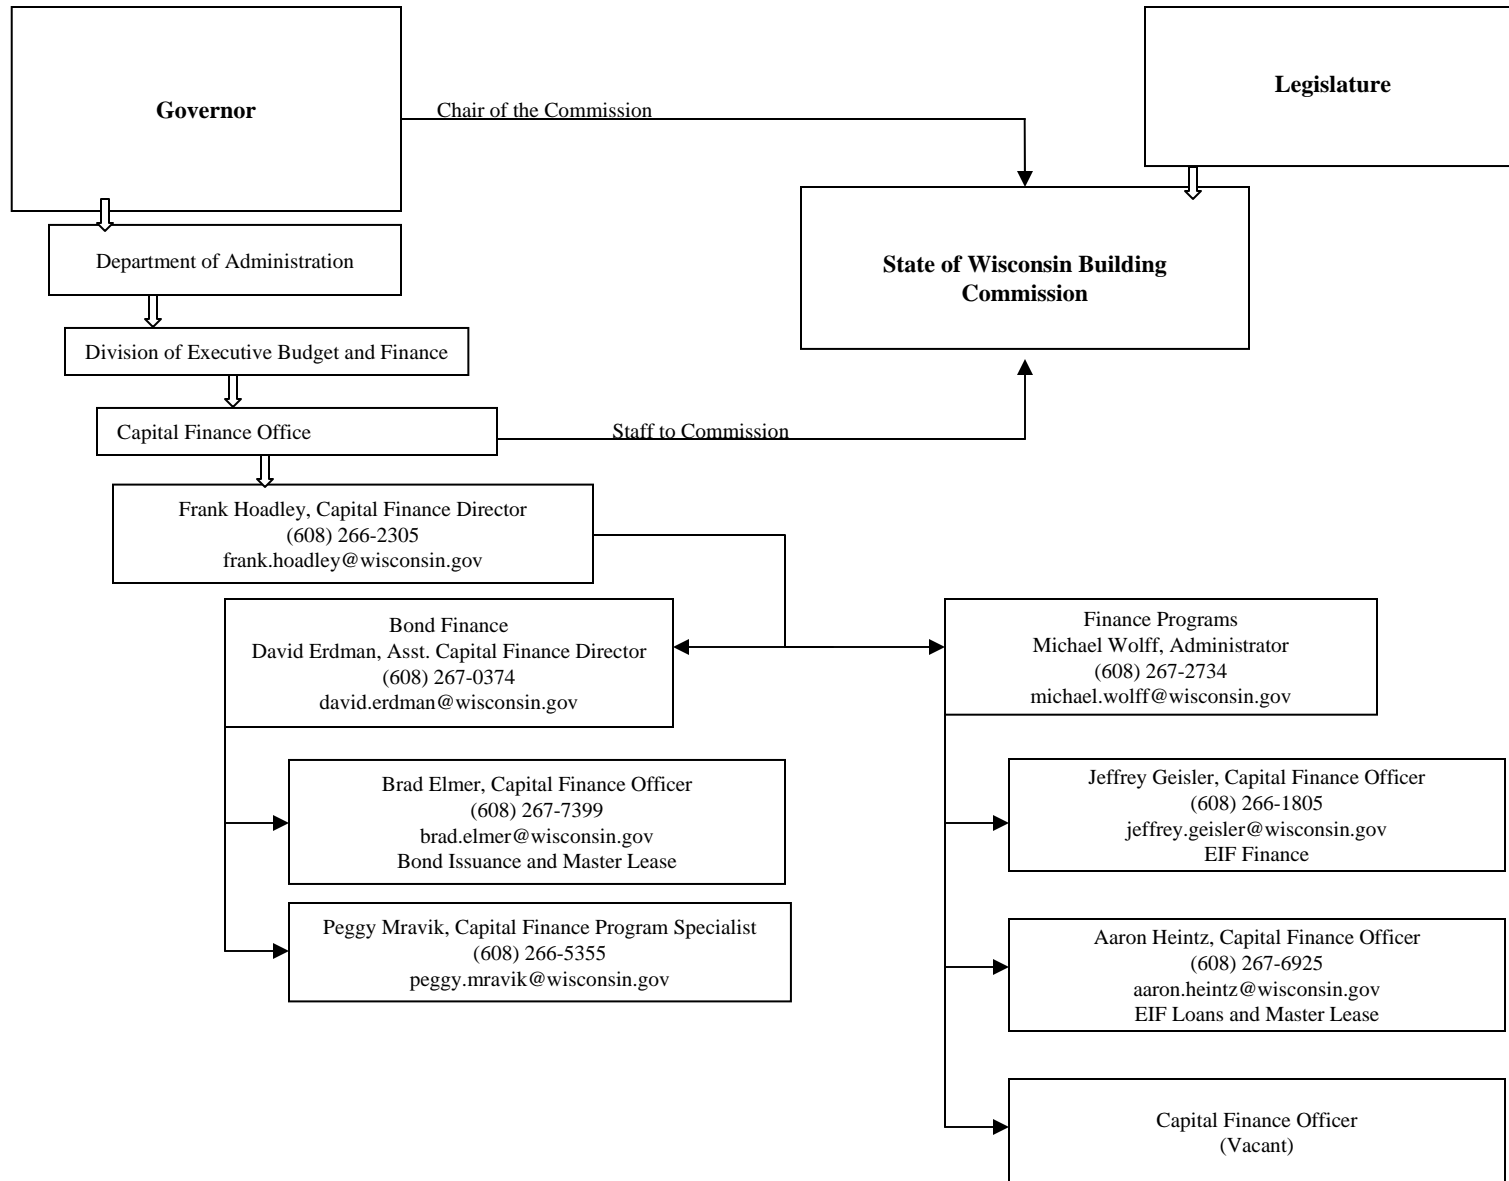 Governor
Chair of the Commission
Legislature
State of Wisconsin Building
Commission
Department of Administration
Division of Executive Budget and Finance
Capital Finance Office
Staff to Commission
Frank Hoadley, Capital Finance Director
(608) 266-2305
frank.hoadley@wisconsin.gov
Bond Finance
David Erdman, Asst. Capital Finance Director
(608) 267-0374
david.erdman@wisconsin.gov
Brad Elmer, Capital Finance Officer
(608) 267-7399
brad.elmer@wisconsin.gov
Bond Issuance and Master Lease
Peggy Mravik, Capital Finance Program Specialist
(608) 266-5355
peggy.mravik@wisconsin.gov
Finance Programs
Michael Wolff, Administrator
(608) 267-2734
michael.wolff@wisconsin.gov
Jeffrey Geisler, Capital Finance Officer
(608) 266-1805
jeffrey.geisler@wisconsin.gov
EIF Finance
Aaron Heintz, Capital Finance Officer
(608) 267-6925
aaron.heintz@wisconsin.gov
EIF Loans and Master Lease
Capital Finance Officer
(Vacant)